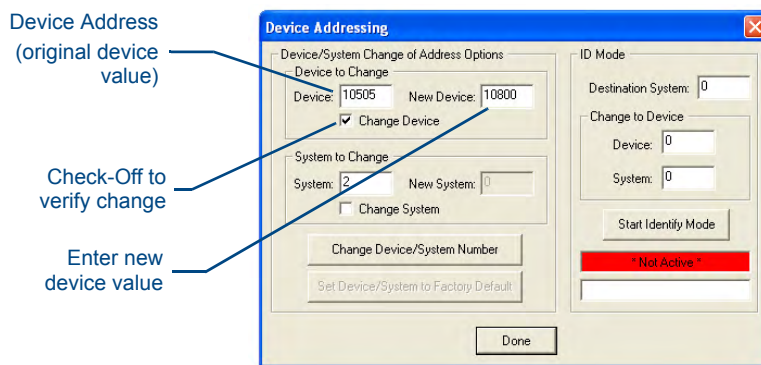 Device Address
(original device
value)
Check-Off to
verify change
Enter new
device value
Device Addressing
Device/System Change of Address Options
Device to Change
Device: 10505 New Device: 10800
Change Device
System to Change
System: 2 New System: 0
Change System
Change Device/System Number
Set Device/System to Factory Default
ID Mode
Destination System: 0
Change to Device
Device: 0
System: 0
Start Identify Mode
* Not Active *
Done